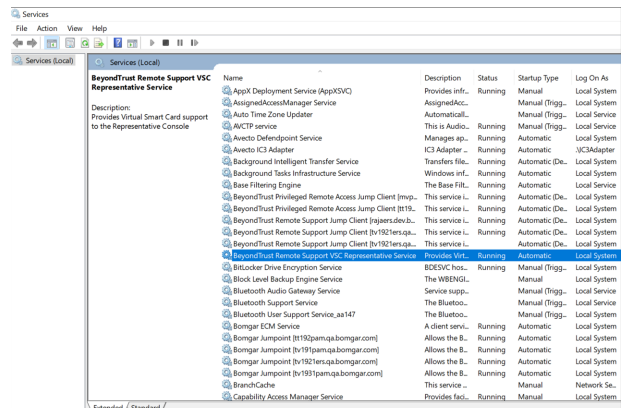 Services
File Action View Help
Services (Local)
Services (Local)
BeyondTrust Remote Support VSC Representative Service
Description:
Provides Virtual Smart Card support to the Representative Console
Name Description Status Startup Type Log On As
AppX Deployment Service (AppXSVC) Provides infr... Running Manual Local System
AssignedAccessManager Service AssignedAcc... Manual (Trigg... Local System
Auto Time Zone Updater Automaticall... Manual (Trigg... Local Service
AVCTP service This is Audio... Running Manual (Trigg... Local Service
Avecto Defendpoint Service Manages ap... Running Automatic Local System
Avecto IC3 Adapter IC3 Adapter ... Running Automatic .\IC3Adapter
Background Intelligent Transfer Service Transfers file... Running Automatic (De... Local System
Background Tasks Infrastructure Service Windows inf... Running Automatic Local System
Base Filtering Engine The Base Filt... Running Automatic Local Service
BeyondTrust Privileged Remote Access Jump Client [mvp... This service i... Running Automatic (De... Local System
BeyondTrust Privileged Remote Access Jump Client [tt19... This service i... Running Automatic (De... Local System
BeyondTrust Remote Support Jump Client [rajaers.dev.b... This service i... Running Automatic (De... Local System
BeyondTrust Remote Support Jump Client [tv1921ers.qa... This service i... Running Automatic (De... Local System
BeyondTrust Remote Support Jump Client [tv1921ers.qa... This service i... Automatic (De... Local System
BeyondTrust Remote Support VSC Representative Service Provides Virt... Running Automatic Local System
BitLocker Drive Encryption Service BDESVC hos... Running Manual (Trigg... Local System
Block Level Backup Engine Service The WBENGI... Manual Local System
Bluetooth Audio Gateway Service Service supp... Manual (Trigg... Local Service
Bluetooth Support Service The Bluetoo... Manual (Trigg... Local Service
Bluetooth User Support Service_aa147 The Bluetoo... Manual (Trigg... Local System
Bomgar ECM Service A client servi... Running Automatic Local System
Bomgar Jumpoint [tt192pam.qa.bomgar.com] Allows the B... Running Automatic Local System
Bomgar Jumpoint [tv191pam.qa.bomgar.com] Allows the B... Running Automatic Local System
Bomgar Jumpoint [tv1921ers.qa.bomgar.com] Allows the B... Running Automatic Local System
Bomgar Jumpoint [tv1931pam.qa.bomgar.com] Allows the B... Running Automatic Local System
BranchCache This service ... Manual Network Se...
Capability Access Manager Service Provides faci... Running Manual Local System
Extended Standard